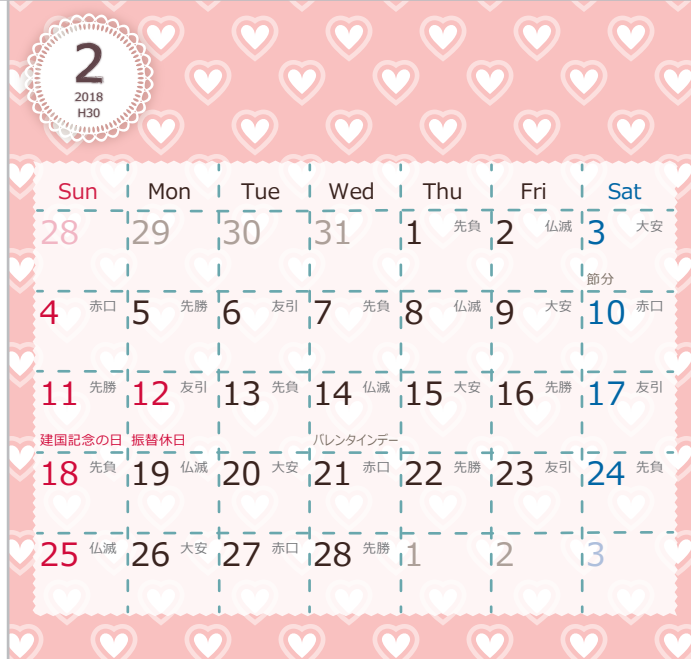 2
2018
H30
Sun Mon Tue Wed Thu Fri Sat
28 29 30 31 1 先負 2 仏滅 3 大安
節分
4 赤口 5 先勝 6 友引 7 先負 8 仏滅 9 大安 10 赤口
11 先勝 12 友引 13 先負 14 仏滅 15 大安 16 先勝 17 友引
建国記念の日 振替休日 バレンタインデー
18 先負 19 仏滅 20 大安 21 赤口 22 先勝 23 友引 24 先負
25 仏滅 26 大安 27 赤口 28 先勝 1 2 3